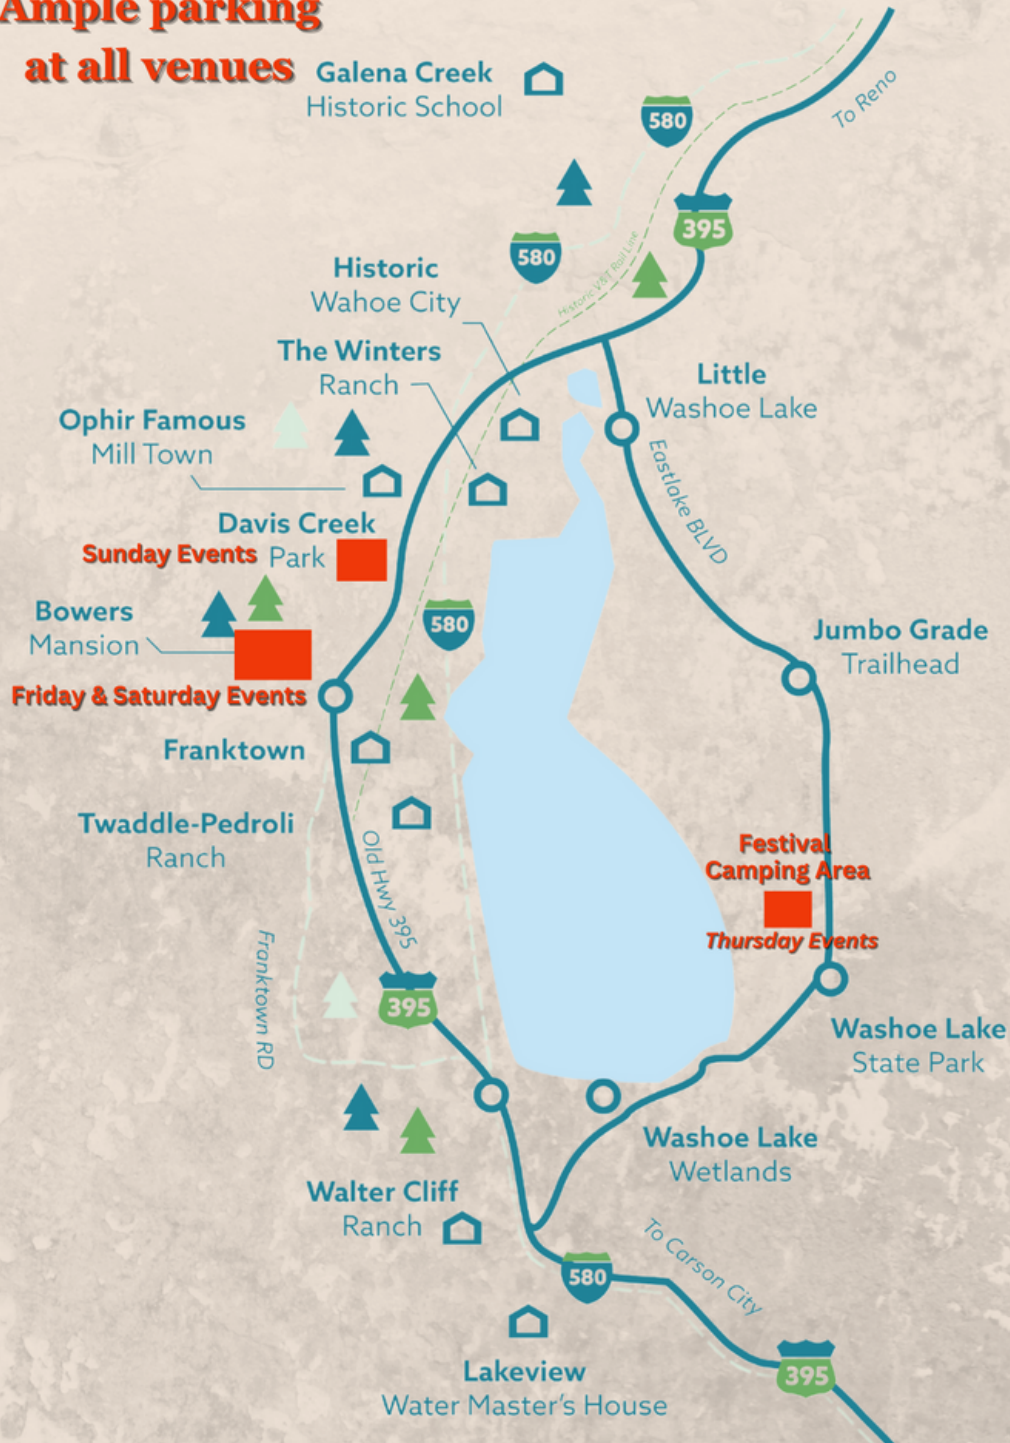 Ample parking
at all venues
Galena Creek
Historic School
580
To Reno
395
580
Historic V&T Rail Line
Historic
Wahoe City
The Winters
Ranch
Little
Washoe Lake
Ophir Famous
Mill Town
Eastlake BLVD
Davis Creek
Park
Sunday Events
Bowers
Mansion
580
Jumbo Grade
Trailhead
Friday & Saturday Events
Franktown
Twaddle-Pedroli
Ranch
Old Hwy 395
Festival
Camping Area
Thursday Events
Franktown RD
395
Washoe Lake
State Park
Washoe Lake
Wetlands
Walter Cliff
Ranch
To Carson City
580
395
Lakeview
Water Master's House